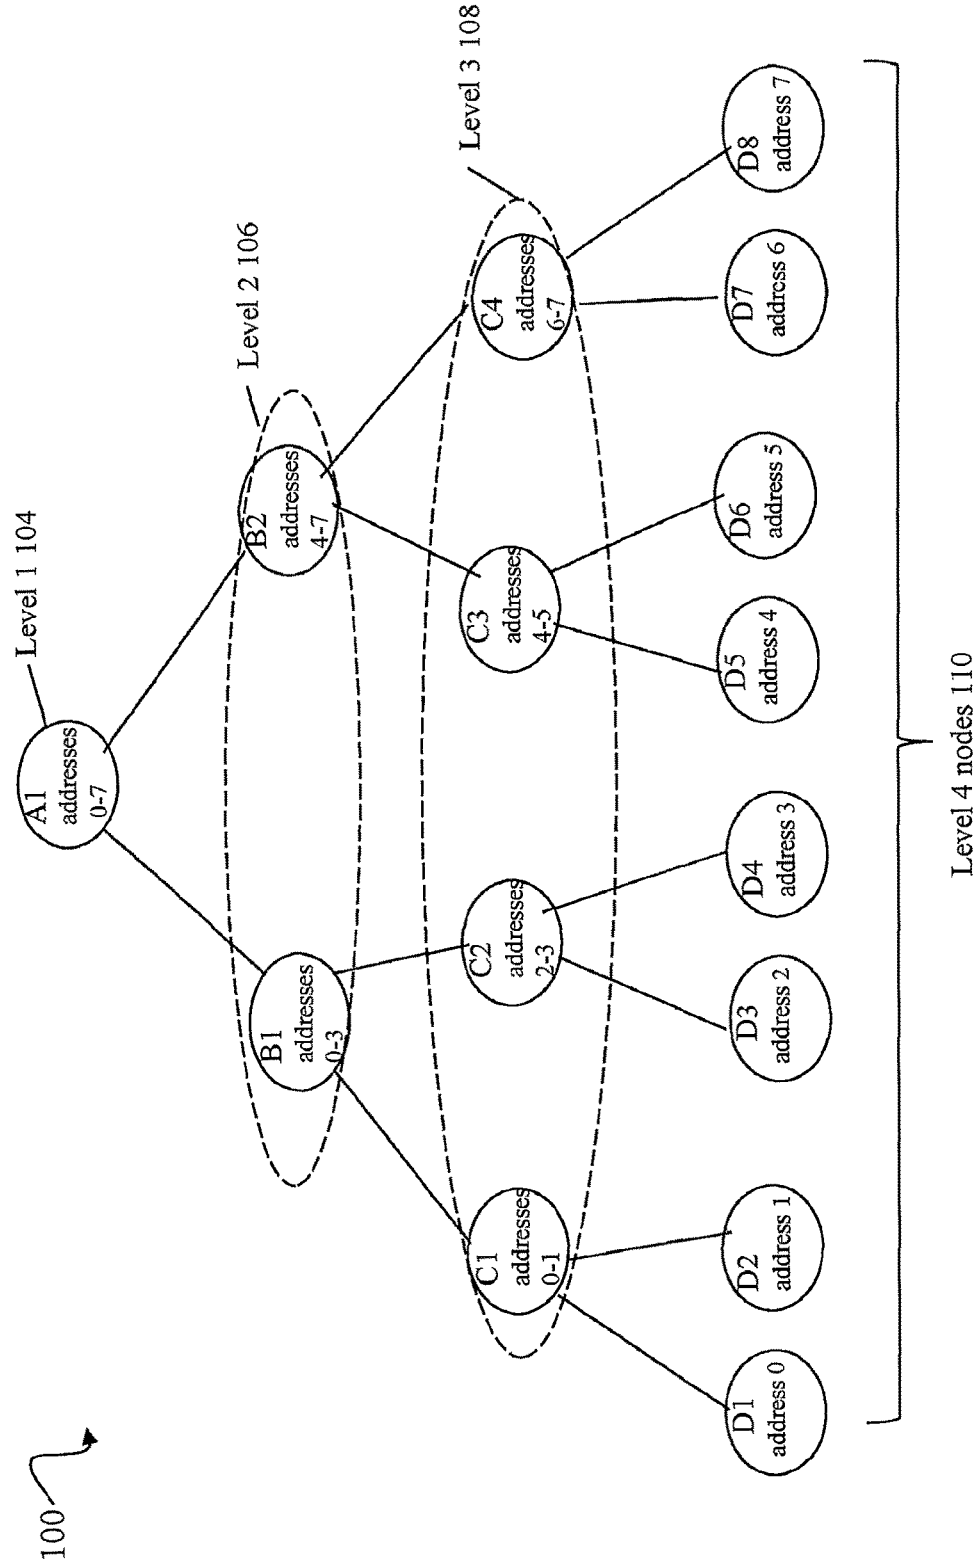 100
Level 1 104
A1
addresses
0-7
Level 2 106
B1
addresses
0-3
B2
addresses
4-7
Level 3 108
C1
addresses
0-1
C2
addresses
2-3
C3
addresses
4-5
C4
addresses
6-7
D1
address 0
D2
address 1
D3
address 2
D4
address 3
D5
address 4
D6
address 5
D7
address 6
D8
address 7
Level 4 nodes 110